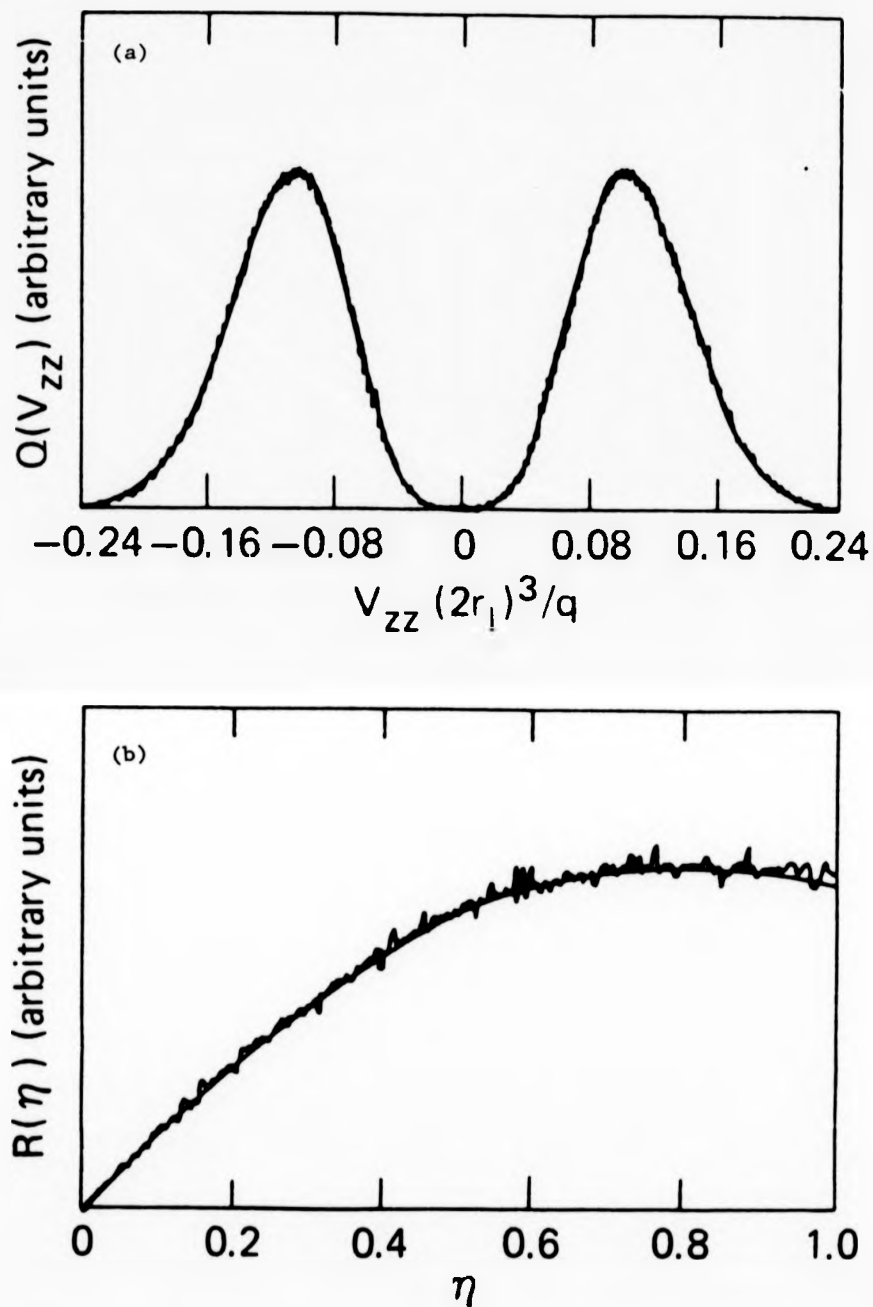 (a)
Q(V_zz) (arbitrary units)
−0.24 −0.16 −0.08 0 0.08 0.16 0.24
V_zz (2r_l)^3/q
(b)
R(η) (arbitrary units)
0 0.2 0.4 0.6 0.8 1.0
η